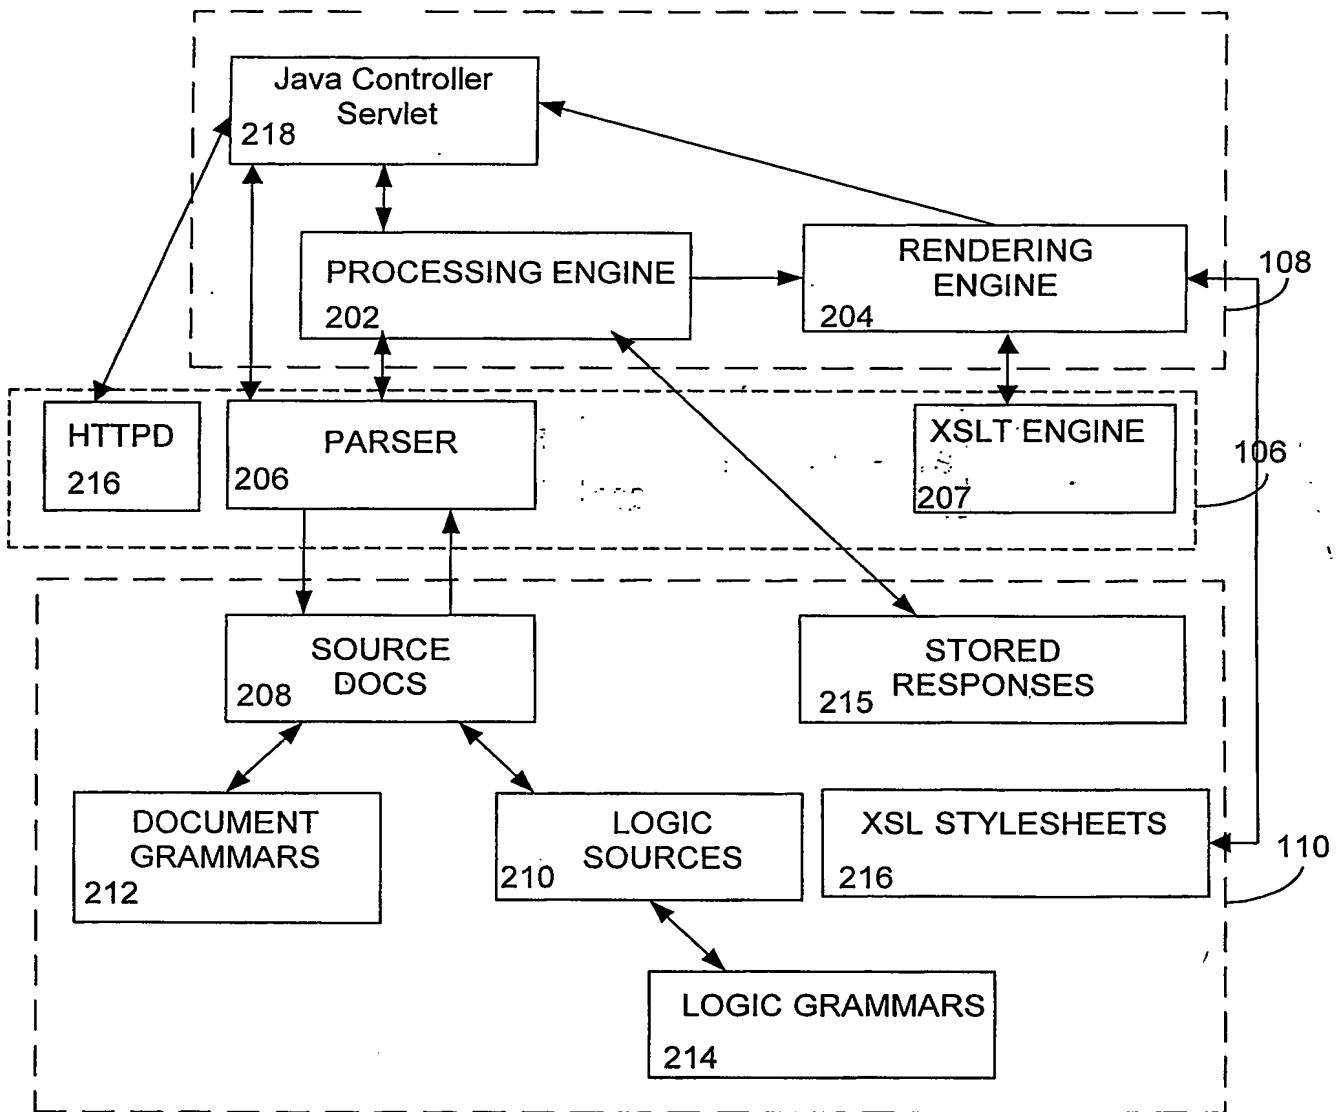 Java Controller
Servlet
218
PROCESSING ENGINE
202
RENDERING
ENGINE
204
108
HTTPD
216
PARSER
206
XSLT ENGINE
207
106
SOURCE
DOCS
208
STORED
RESPONSES
215
DOCUMENT
GRAMMARS
212
LOGIC
SOURCES
210
XSL STYLESHEETS
216
110
LOGIC GRAMMARS
214